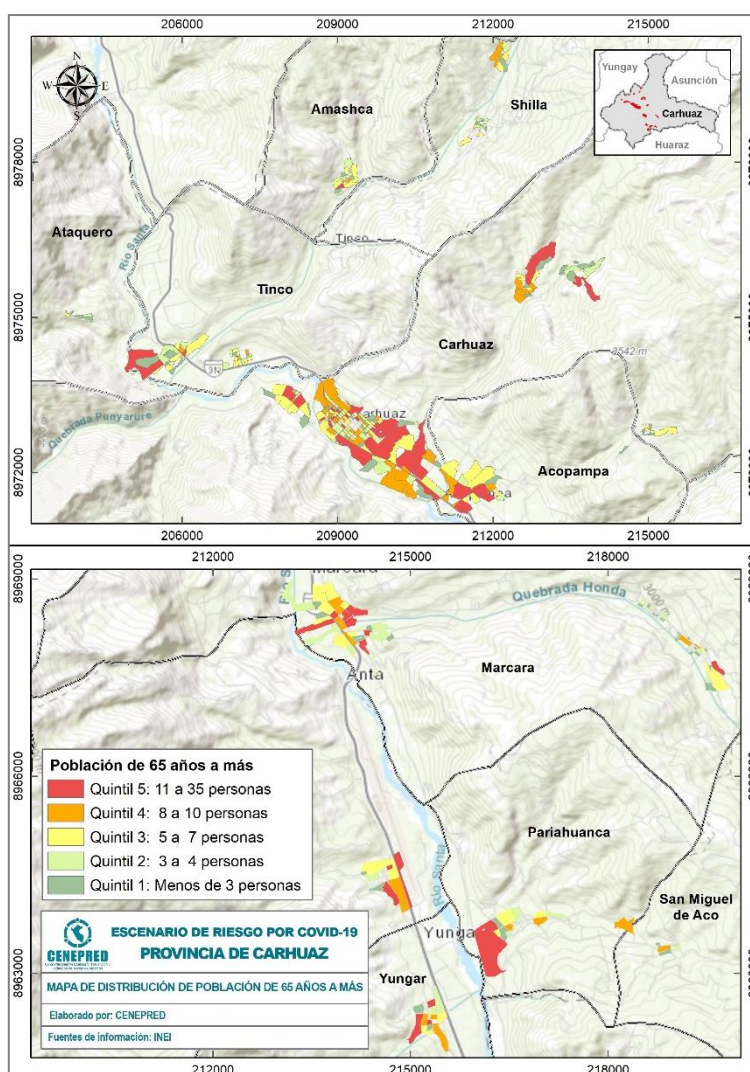 206000
209000
212000
215000
N
W
E
S
Yungay
Asunción
Carhuaz
Huaraz
Amashca
Shilla
8978000
Ataquero
Río Santa
Tinco
Tinco
8975000
Carhuaz
3N
3542 m
Quebrada Punyarure
Carhuaz
8972000
Acopampa
206000
209000
212000
215000
212000
215000
218000
8969000
Marcara
Quebrada Honda
3000 m
Marcara
Anta
8966000
Población de 65 años a más
Quintil 5: 11 a 35 personas
Quintil 4: 8 a 10 personas
Quintil 3: 5 a 7 personas
Quintil 2: 3 a 4 personas
Quintil 1: Menos de 3 personas
Pariahuanca
Río Santa
San Miguel
de Aco
Yunga
8963000
Yungar
CENEPRED
ESCENARIO DE RIESGO POR COVID-19
PROVINCIA DE CARHUAZ
MAPA DE DISTRIBUCIÓN DE POBLACIÓN DE 65 AÑOS A MÁS
Elaborado por: CENEPRED
Fuentes de información: INEI
212000
215000
218000